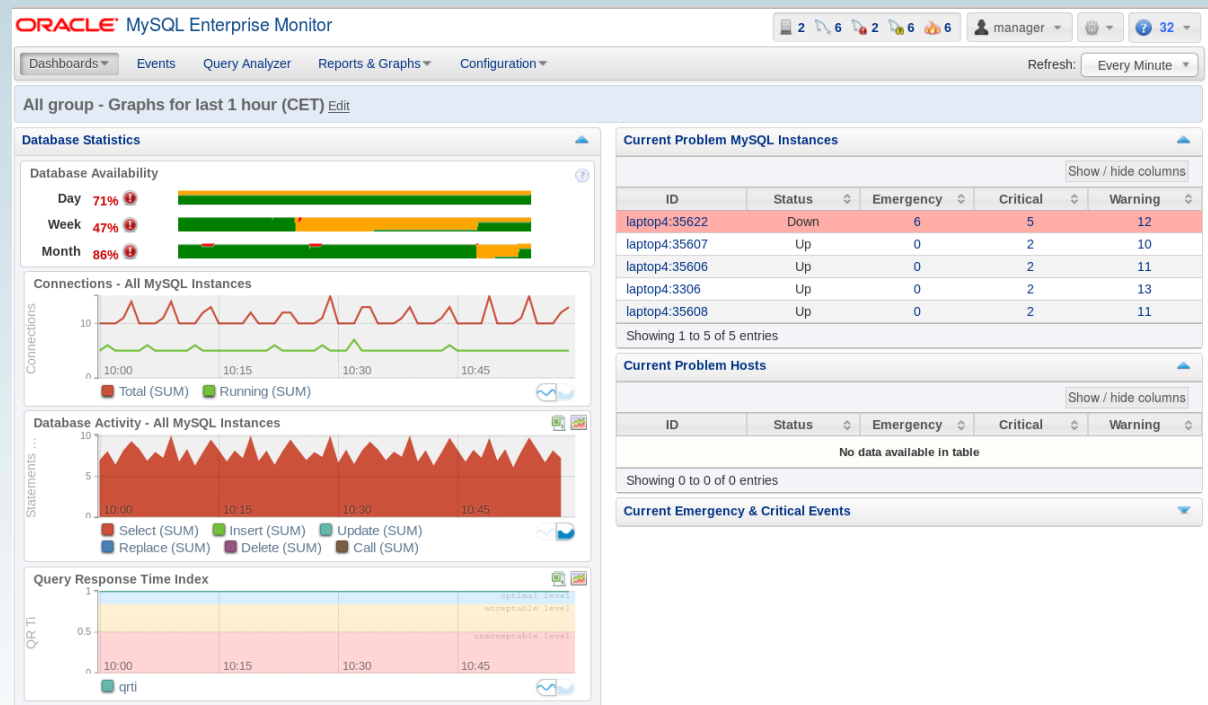 ORACLE MySQL Enterprise Monitor
2 6 2 6 6 manager ? 32
Dashboards Events Query Analyzer Reports & Graphs Configuration Refresh: Every Minute
All group - Graphs for last 1 hour (CET) Edit
Database Statistics
Database Availability ?
Day 71%
Week 47%
Month 86%
Connections - All MySQL Instances
Connections
10
0
10:00 10:15 10:30 10:45
Total (SUM) Running (SUM)
Database Activity - All MySQL Instances
Statements ...
10
5
0
10:00 10:15 10:30 10:45
Select (SUM) Insert (SUM) Update (SUM)
Replace (SUM) Delete (SUM) Call (SUM)
Query Response Time Index
QR Ti
1
optimal level
acceptable level
0.5
unacceptable level
0
10:00 10:15 10:30 10:45
qrti
Current Problem MySQL Instances
Show / hide columns
ID Status Emergency Critical Warning
laptop4:35622 Down 6 5 12
laptop4:35607 Up 0 2 10
laptop4:35606 Up 0 2 11
laptop4:3306 Up 0 2 13
laptop4:35608 Up 0 2 11
Showing 1 to 5 of 5 entries
Current Problem Hosts
Show / hide columns
ID Status Emergency Critical Warning
No data available in table
Showing 0 to 0 of 0 entries
Current Emergency & Critical Events